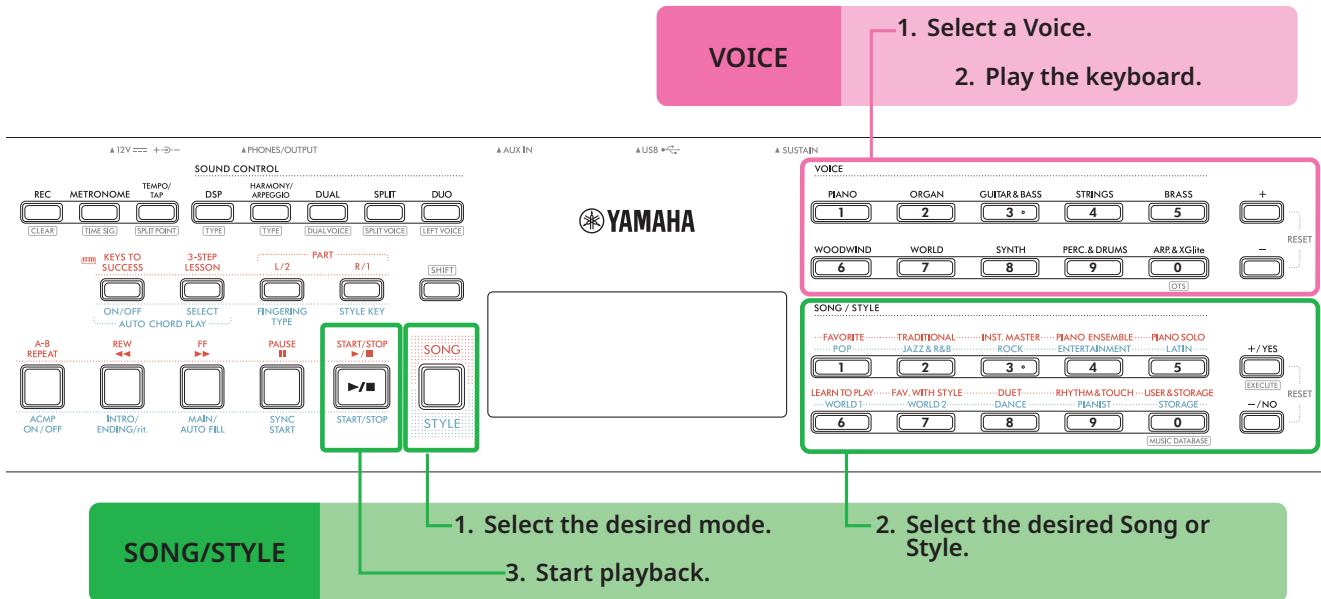 VOICE
1. Select a Voice.
2. Play the keyboard.
▲12V
▲PHONES/OUTPUT
▲AUX IN
▲USB
▲SUSTAIN
SOUND CONTROL
REC METRONOME TEMPO/TAP DSP HARMONY/ARPEGGIO DUAL SPLIT DUO
CLEAR TIME SIG. SPLIT POINT TYPE TYPE DUAL VOICE SPLIT VOICE LEFT VOICE
KEYS TO SUCCESS 3-STEP LESSON PART L/2 R/1 SHIFT
ON/OFF SELECT FINGERING TYPE STYLE KEY
AUTO CHORD PLAY
A-B REPEAT REW ◀◀ FF ▶▶ PAUSE ⏸ START/STOP ▶/■ SONG
▶/■
ACMP ON/OFF INTRO/ENDING/rit. MAIN/AUTO FILL SYNC START START/STOP STYLE
YAMAHA
VOICE
PIANO ORGAN GUITAR & BASS STRINGS BRASS +
1 2 3 4 5
RESET
WOODWIND WORLD SYNTH PERC. & DRUMS ARP. & XGlite −
6 7 8 9 0
OTS
SONG / STYLE
FAVORITE TRADITIONAL INST. MASTER PIANO ENSEMBLE PIANO SOLO
POP JAZZ & R&B ROCK ENTERTAINMENT LATIN +/YES
1 2 3 4 5
EXECUTE
RESET
LEARN TO PLAY FAV. WITH STYLE DUET RHYTHM & TOUCH USER & STORAGE
WORLD 1 WORLD 2 DANCE PIANIST STORAGE −/NO
6 7 8 9 0
MUSIC DATABASE
SONG/STYLE
1. Select the desired mode.
3. Start playback.
2. Select the desired Song or
Style.